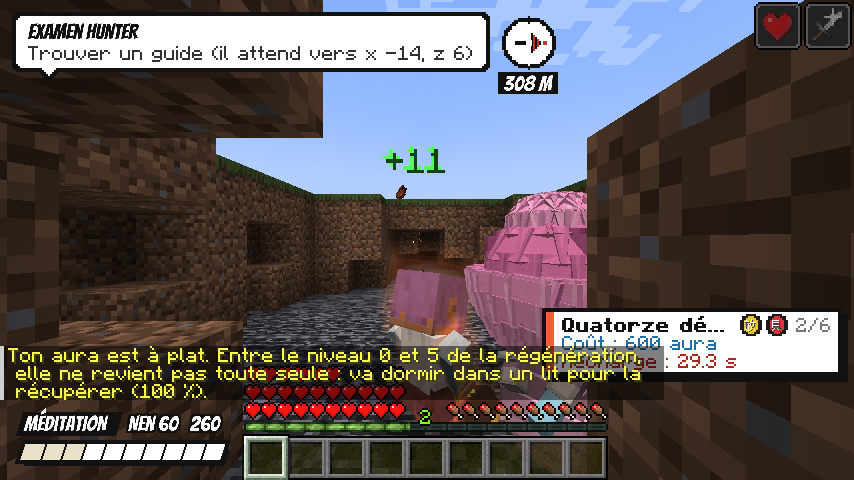 EXAMEN HUNTER
Trouver un guide (il attend vers x -14, z 6)
308 M
+11
Quatorze dé...
2/6
Coût : 600 aura
29.3 s
Ton aura est à plat. Entre le niveau 0 et 5 de la régénération,
elle ne revient pas toute seule : va dormir dans un lit pour la
récupérer (100 %).
MÉDITATION NEN 60 260
2